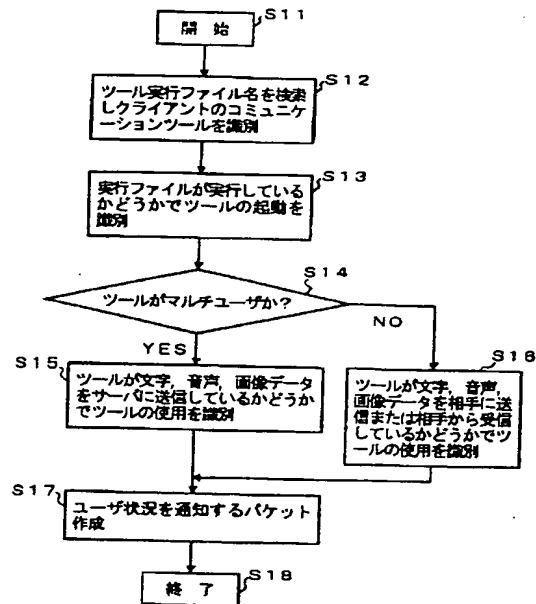 S11
開 始
S12
ツール実行ファイル名を検索
しクライアントのコミュニケ
ーションツールを識別
S13
実行ファイルが実行している
かどうかでツールの起動を
識別
S14
ツールがマルチユーザか?
YES
NO
S15
ツールが文字,音声,画像データ
をサーバに送信しているかどうか
でツールの使用を識別
S16
ツールが文字,音声,
画像データを相手に送
信または相手から受信
しているかどうかでツ
ールの使用を識別
S17
ユーザ状況を通知するパケット
作成
S18
終 了